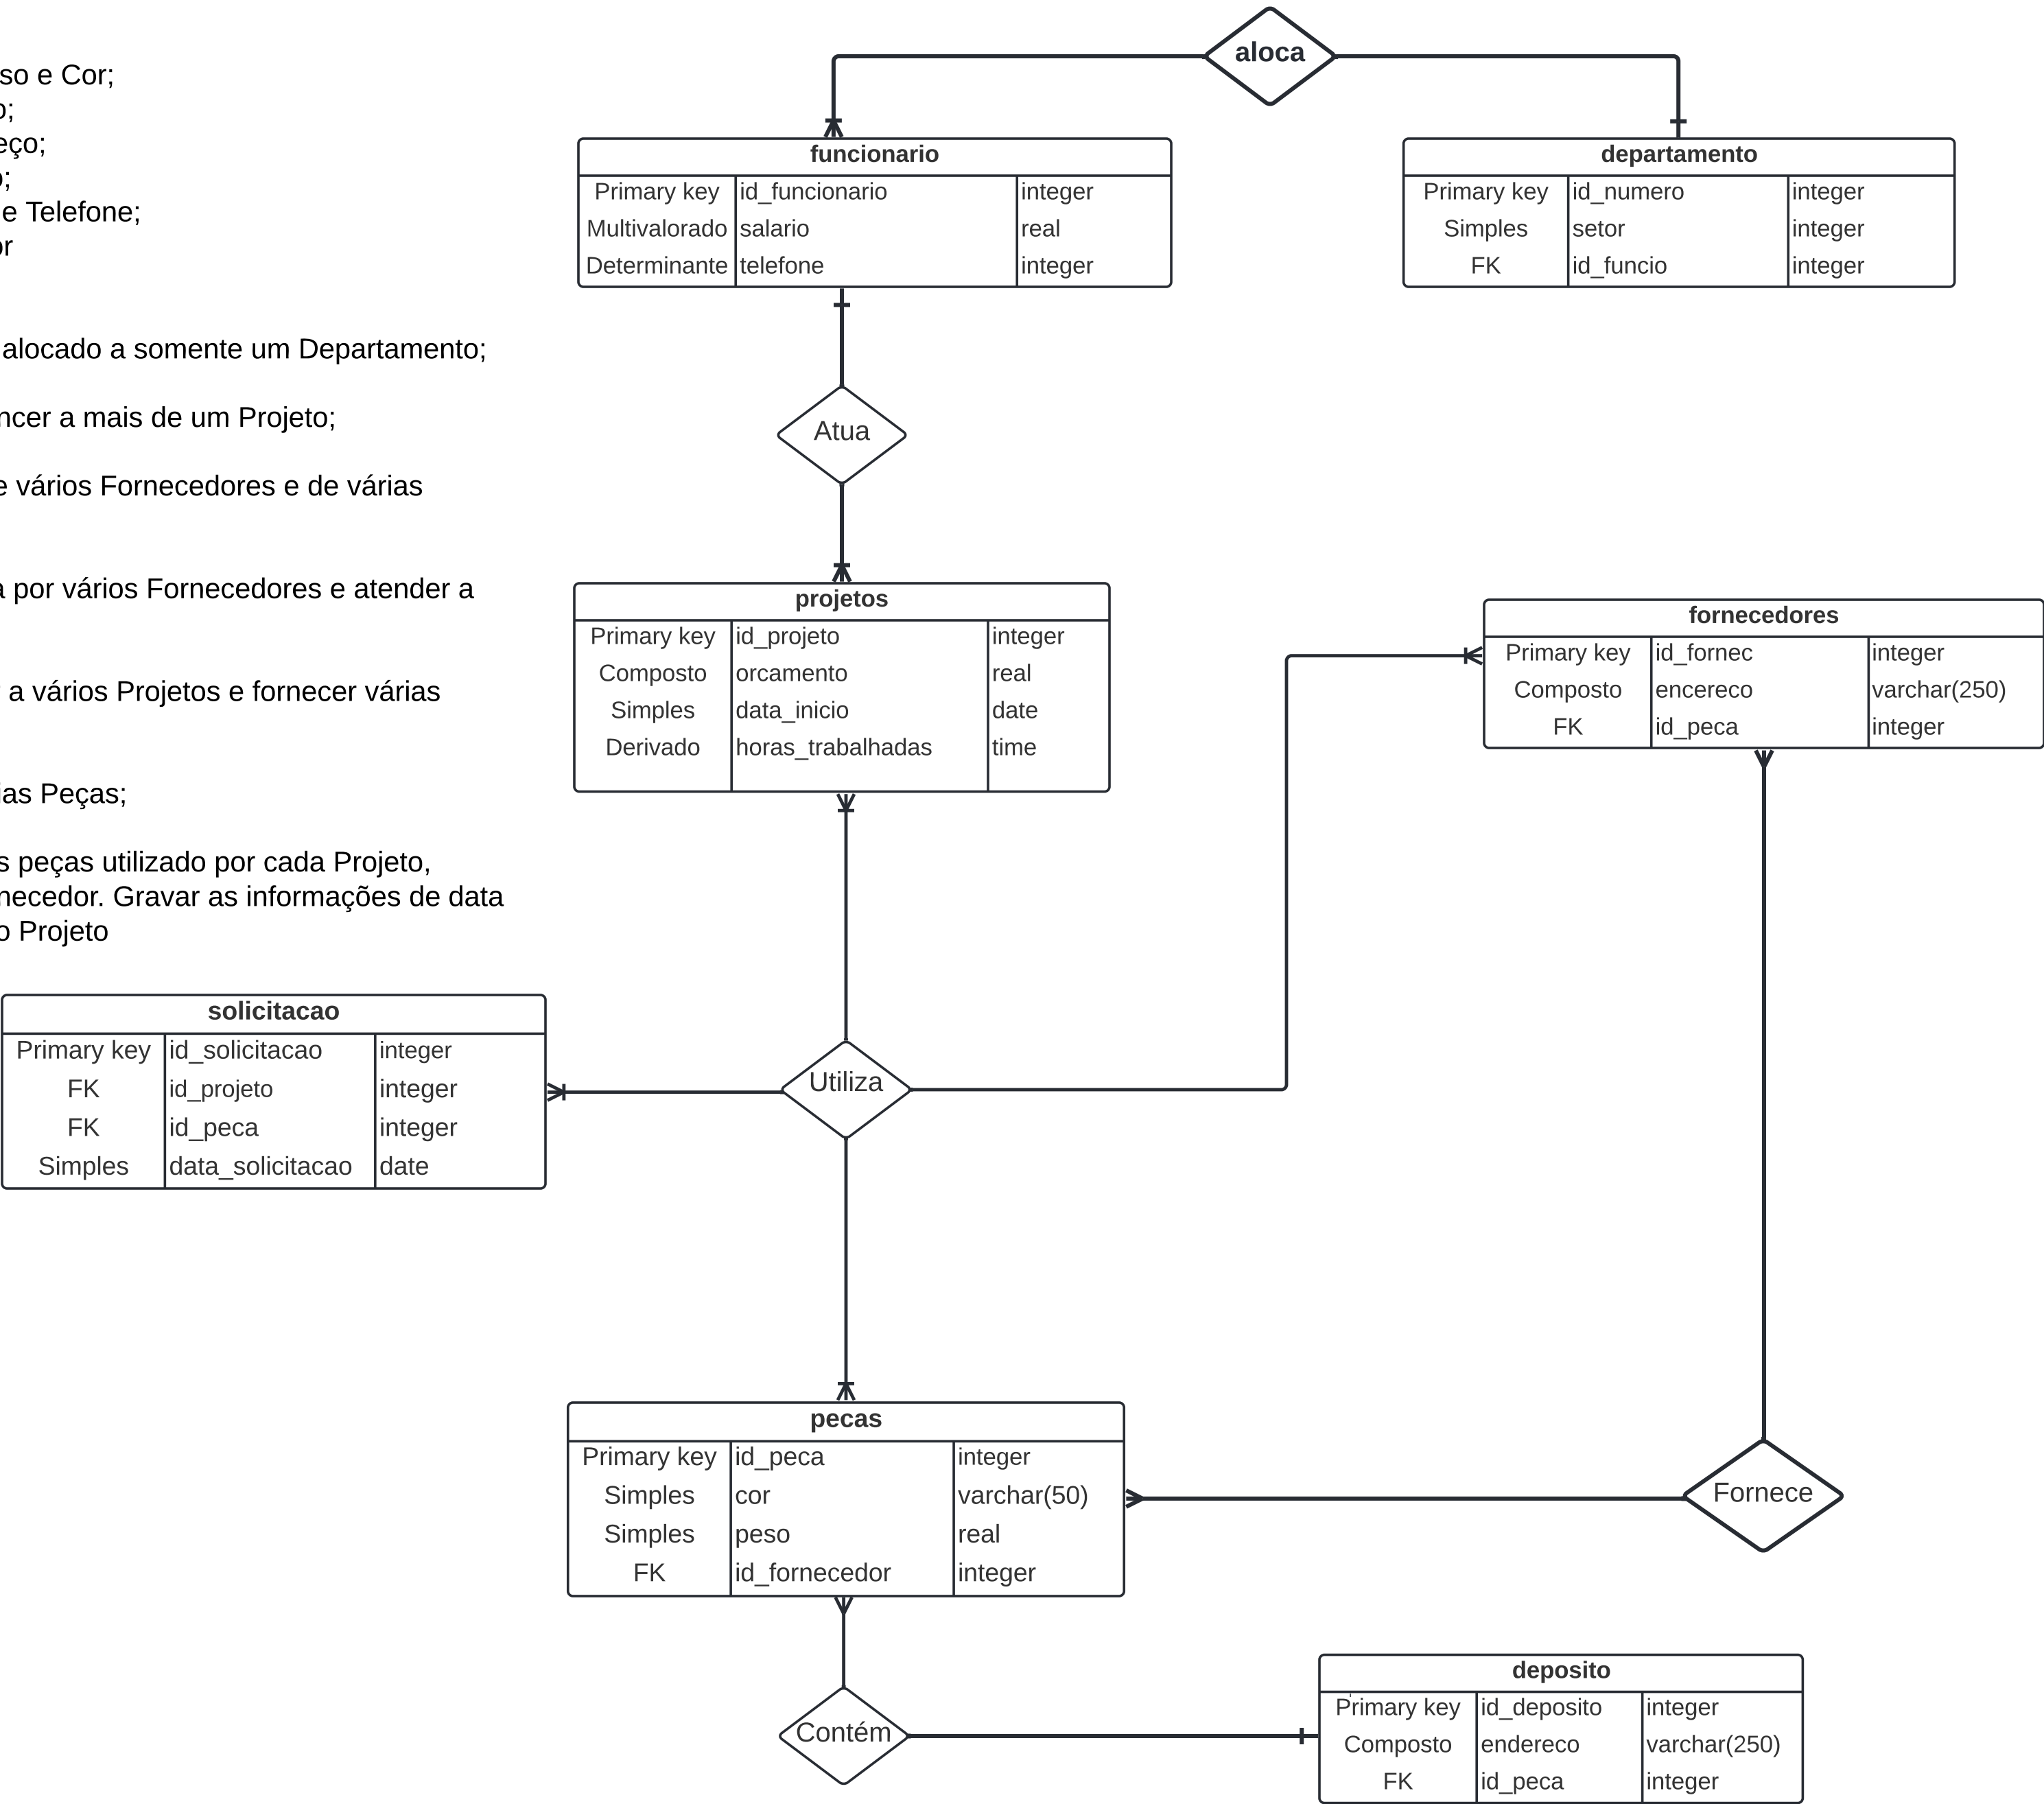 so e Cor;
o;
eço;
o;
e Telefone;
or
alocado a somente um Departamento;
ncer a mais de um Projeto;
e vários Fornecedores e de várias
a por vários Fornecedores e atender a
a vários Projetos e fornecer várias
ias Peças;
s peças utilizado por cada Projeto,
necedor. Gravar as informações de data
o Projeto
aloca
funcionario
Primary key id_funcionario integer
Multivalorado salario real
Determinante telefone integer
departamento
Primary key id_numero integer
Simples setor integer
FK id_funcio integer
Atua
projetos
Primary key id_projeto integer
Composto orcamento real
Simples data_inicio date
Derivado horas_trabalhadas time
fornecedores
Primary key id_fornec integer
Composto encereco varchar(250)
FK id_peca integer
solicitacao
Primary key id_solicitacao integer
FK id_projeto integer
FK id_peca integer
Simples data_solicitacao date
Utiliza
pecas
Primary key id_peca integer
Simples cor varchar(50)
Simples peso real
FK id_fornecedor integer
Fornece
Contém
deposito
Primary key id_deposito integer
Composto endereco varchar(250)
FK id_peca integer